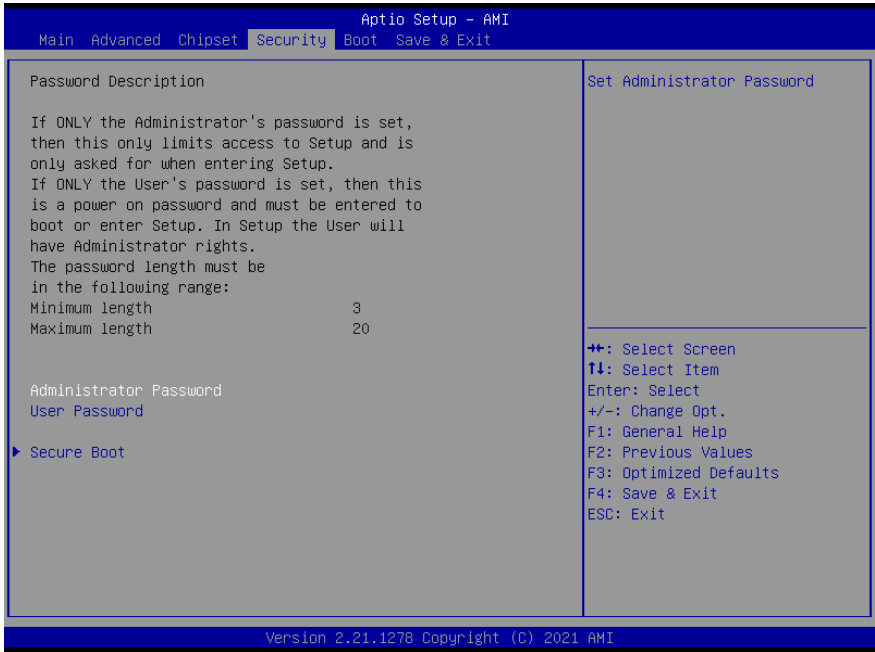 Aptio Setup – AMI
Main Advanced Chipset Security Boot Save & Exit
Password Description
If ONLY the Administrator's password is set,
then this only limits access to Setup and is
only asked for when entering Setup.
If ONLY the User's password is set, then this
is a power on password and must be entered to
boot or enter Setup. In Setup the User will
have Administrator rights.
The password length must be
in the following range:
Minimum length 3
Maximum length 20
Administrator Password
User Password
Secure Boot
Set Administrator Password
→←: Select Screen
↑↓: Select Item
Enter: Select
+/-: Change Opt.
F1: General Help
F2: Previous Values
F3: Optimized Defaults
F4: Save & Exit
ESC: Exit
Version 2.21.1278 Copyright (C) 2021 AMI